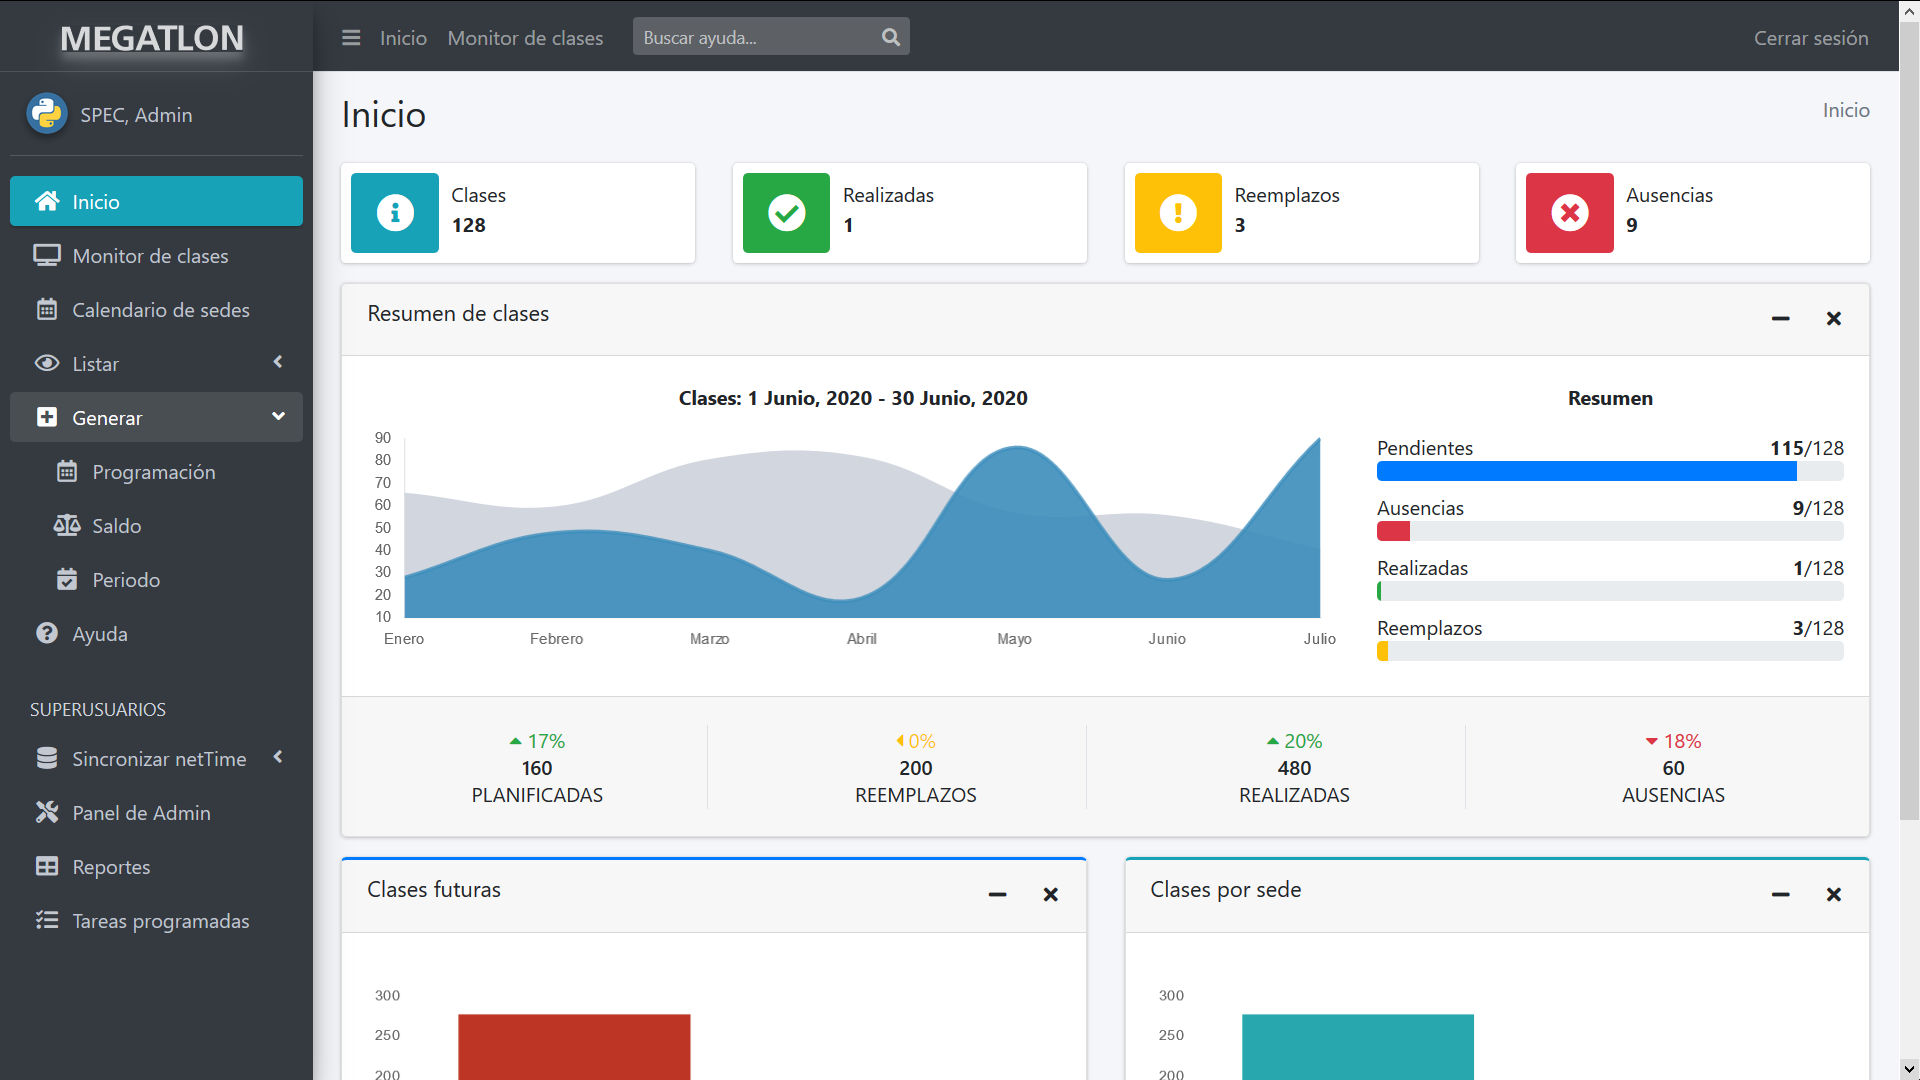 MEGATLON
Inicio
Monitor de clases
Buscar ayuda...
Cerrar sesión
SPEC, Admin
Inicio
Monitor de clases
Calendario de sedes
Listar
Generar
Programación
Saldo
Periodo
Ayuda
SUPERUSUARIOS
Sincronizar netTime
Panel de Admin
Reportes
Tareas programadas
Inicio
Inicio
Clases
128
Realizadas
1
Reemplazos
3
Ausencias
9
Resumen de clases
Clases: 1 Junio, 2020 - 30 Junio, 2020
90
80
70
60
50
40
30
20
10
Enero Febrero Marzo Abril Mayo Junio Julio
Resumen
Pendientes 115/128
Ausencias 9/128
Realizadas 1/128
Reemplazos 3/128
17%
160
PLANIFICADAS
0%
200
REEMPLAZOS
20%
480
REALIZADAS
18%
60
AUSENCIAS
Clases futuras
300
250
200
Clases por sede
300
250
200